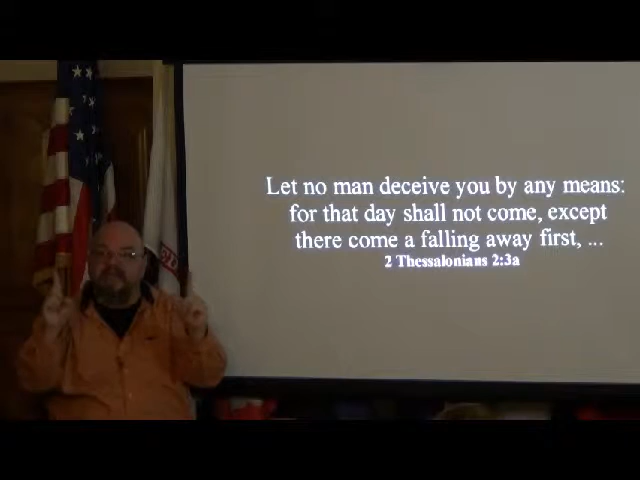 Let no man deceive you by any means:
for that day shall not come, except
there come a falling away first, ...
2 Thessalonians 2:3a